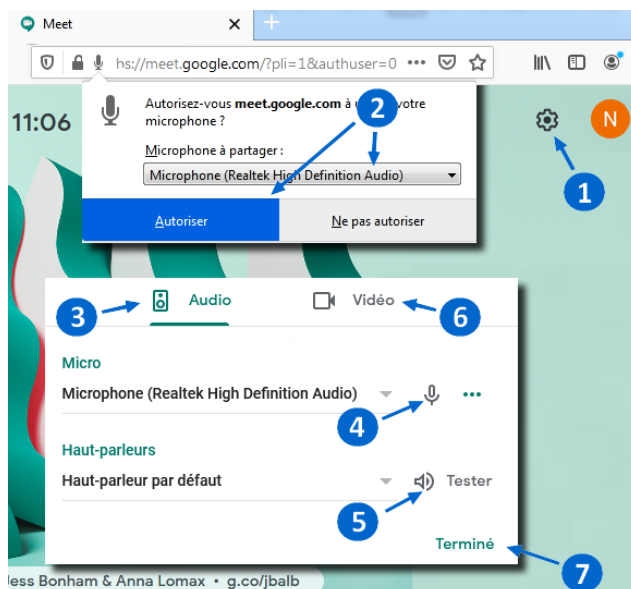 Meet
hs://meet.google.com/?pli=1&authuser=0
11:06
N
Autorisez-vous meet.google.com à u votre
microphone ?
2
Microphone à partager :
Microphone (Realtek High Definition Audio)
1
Autoriser
Ne pas autoriser
3
Audio
Vidéo
6
Micro
Microphone (Realtek High Definition Audio)
4
Haut-parleurs
Haut-parleur par défaut
Tester
5
Terminé
7
Jess Bonham & Anna Lomax • g.co/jbalb